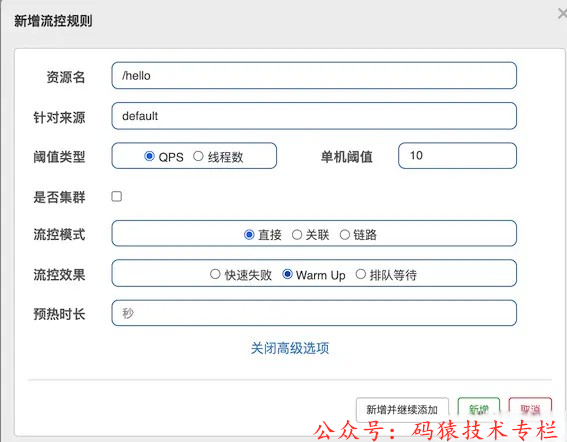 新增流控规则
×
资源名 /hello
针对来源 default
阈值类型 QPS 线程数 单机阈值 10
是否集群
流控模式 直接 关联 链路
流控效果 快速失败 Warm Up 排队等待
预热时长 秒
关闭高级选项
新增并继续添加 新增 取消
公众号：码猿技术专栏